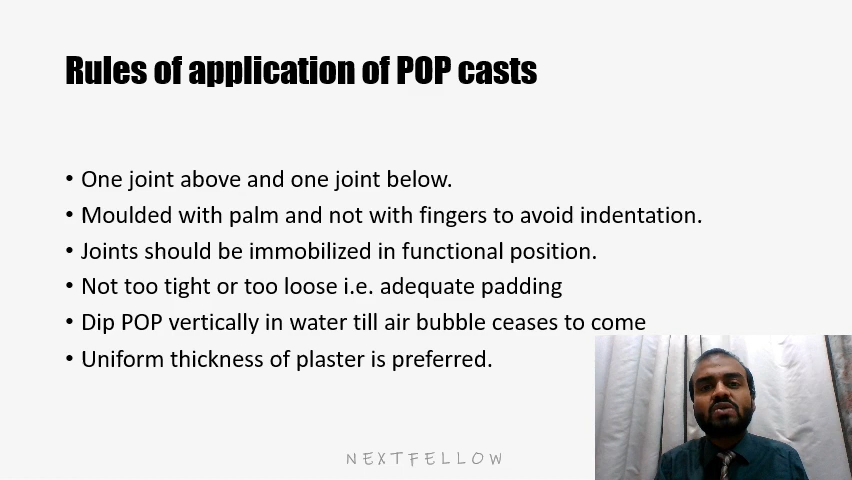 Rules of application of POP casts
• One joint above and one joint below.
• Moulded with palm and not with fingers to avoid indentation.
• Joints should be immobilized in functional position.
• Not too tight or too loose i.e. adequate padding
• Dip POP vertically in water till air bubble ceases to come
• Uniform thickness of plaster is preferred.
NEXTFELLOW